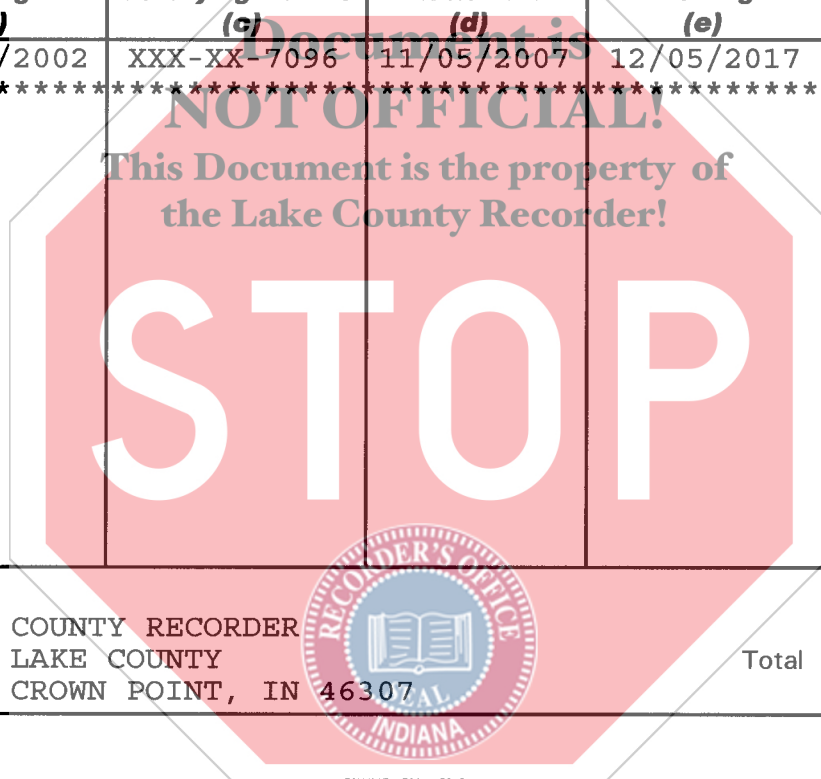 (c) (d) (e)
Document is
/2002 XXX-XX-7096 11/05/2007 12/05/2017
*******************************************************
NOT OFFICIAL!
This Document is the property of
the Lake County Recorder!
STOP
RECORDER'S OFFICE
SEAL
INDIANA
COUNTY RECORDER
LAKE COUNTY Total
CROWN POINT, IN 46307